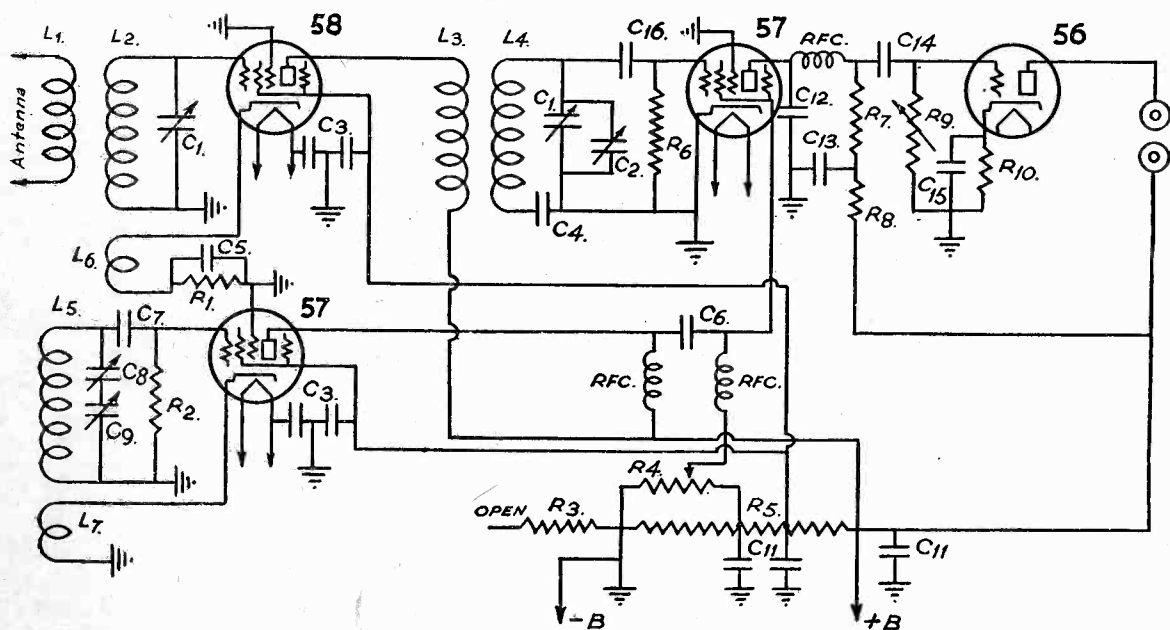 58
57
56
L1.
L2.
L3
L4.
C16.
RFC.
C14
Antenna
C1.
C3.
C1.
C2.
R6
C12
C13.
R7.
R9.
C15
R10.
R8.
C4.
L6.
C5.
R1.
57
L5.
C7.
C8
C9.
R2.
C3.
C6.
RFC.
RFC.
L7.
R4.
OPEN
R3.
R5.
C11
C11
-B
+B